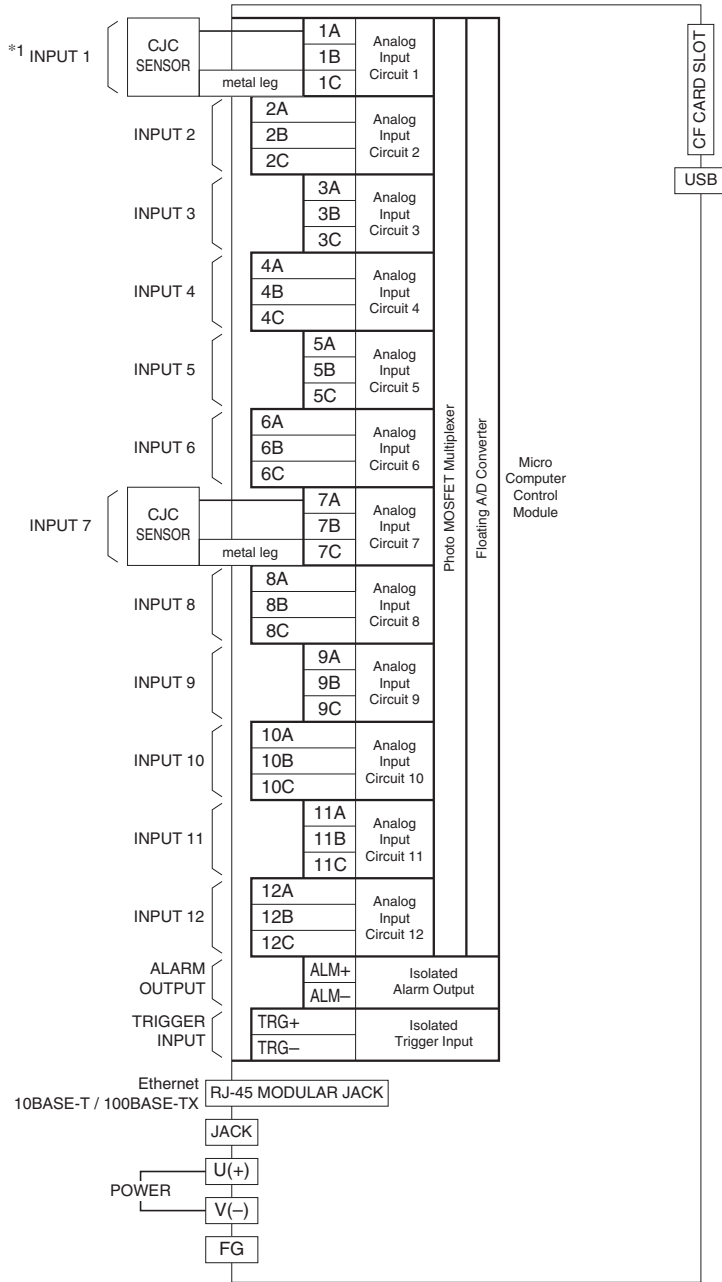 *1 INPUT 1
CJC
SENSOR
metal leg
1A
1B
1C
Analog
Input
Circuit 1
CF CARD SLOT
USB
INPUT 2
2A
2B
2C
Analog
Input
Circuit 2
INPUT 3
3A
3B
3C
Analog
Input
Circuit 3
INPUT 4
4A
4B
4C
Analog
Input
Circuit 4
INPUT 5
5A
5B
5C
Analog
Input
Circuit 5
INPUT 6
6A
6B
6C
Analog
Input
Circuit 6
Photo MOSFET Multiplexer
Floating A/D Converter
Micro
Computer
Control
Module
INPUT 7
CJC
SENSOR
metal leg
7A
7B
7C
Analog
Input
Circuit 7
INPUT 8
8A
8B
8C
Analog
Input
Circuit 8
INPUT 9
9A
9B
9C
Analog
Input
Circuit 9
INPUT 10
10A
10B
10C
Analog
Input
Circuit 10
INPUT 11
11A
11B
11C
Analog
Input
Circuit 11
INPUT 12
12A
12B
12C
Analog
Input
Circuit 12
ALARM
OUTPUT
ALM+
ALM–
Isolated
Alarm Output
TRIGGER
INPUT
TRG+
TRG–
Isolated
Trigger Input
Ethernet
10BASE-T / 100BASE-TX
RJ-45 MODULAR JACK
JACK
POWER
U(+)
V(–)
FG